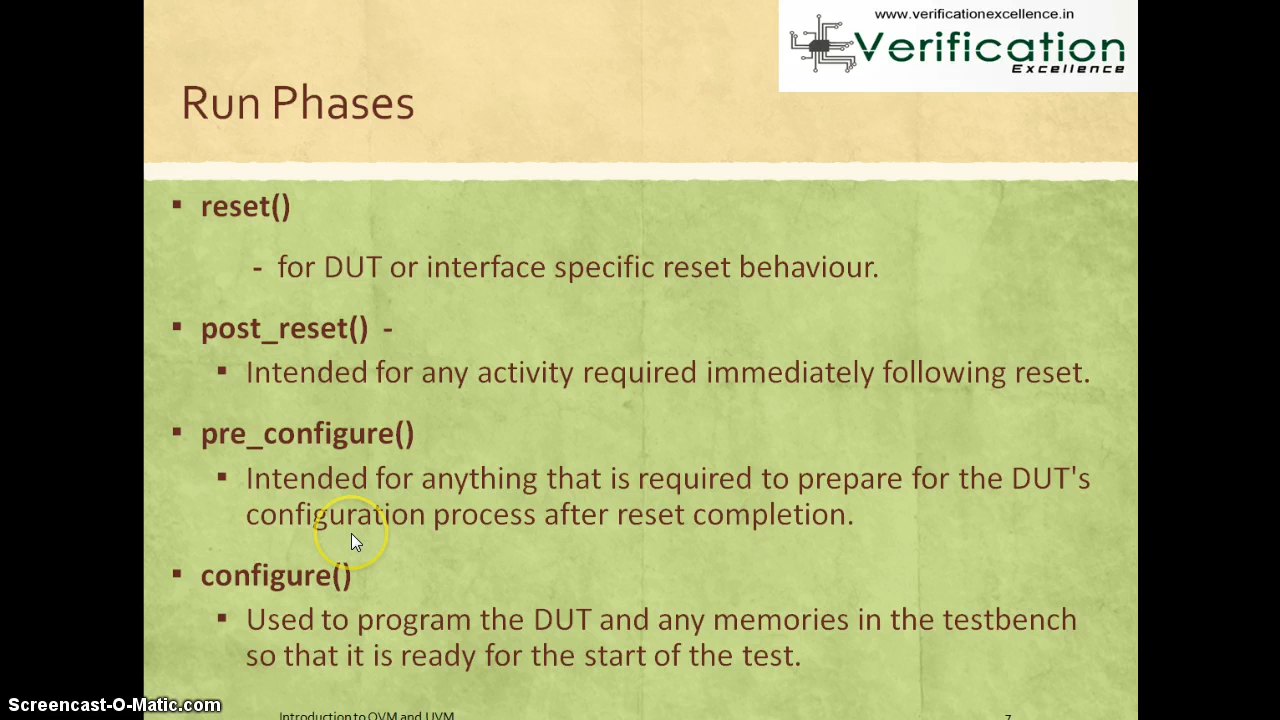 www.verificationexcellence.in
Verification
Excellence
Run Phases
▪ reset()
- for DUT or interface specific reset behaviour.
▪ post_reset() -
▪ Intended for any activity required immediately following reset.
▪ pre_configure()
▪ Intended for anything that is required to prepare for the DUT's
configuration process after reset completion.
▪ configure()
▪ Used to program the DUT and any memories in the testbench
so that it is ready for the start of the test.
Screencast-O-Matic.com
Introduction to OVM and UVM
7